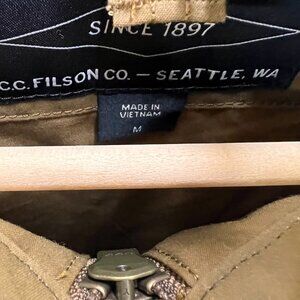 SINCE 1897
C.C. FILSON CO. – SEATTLE, WA
MADE IN
VIETNAM
M